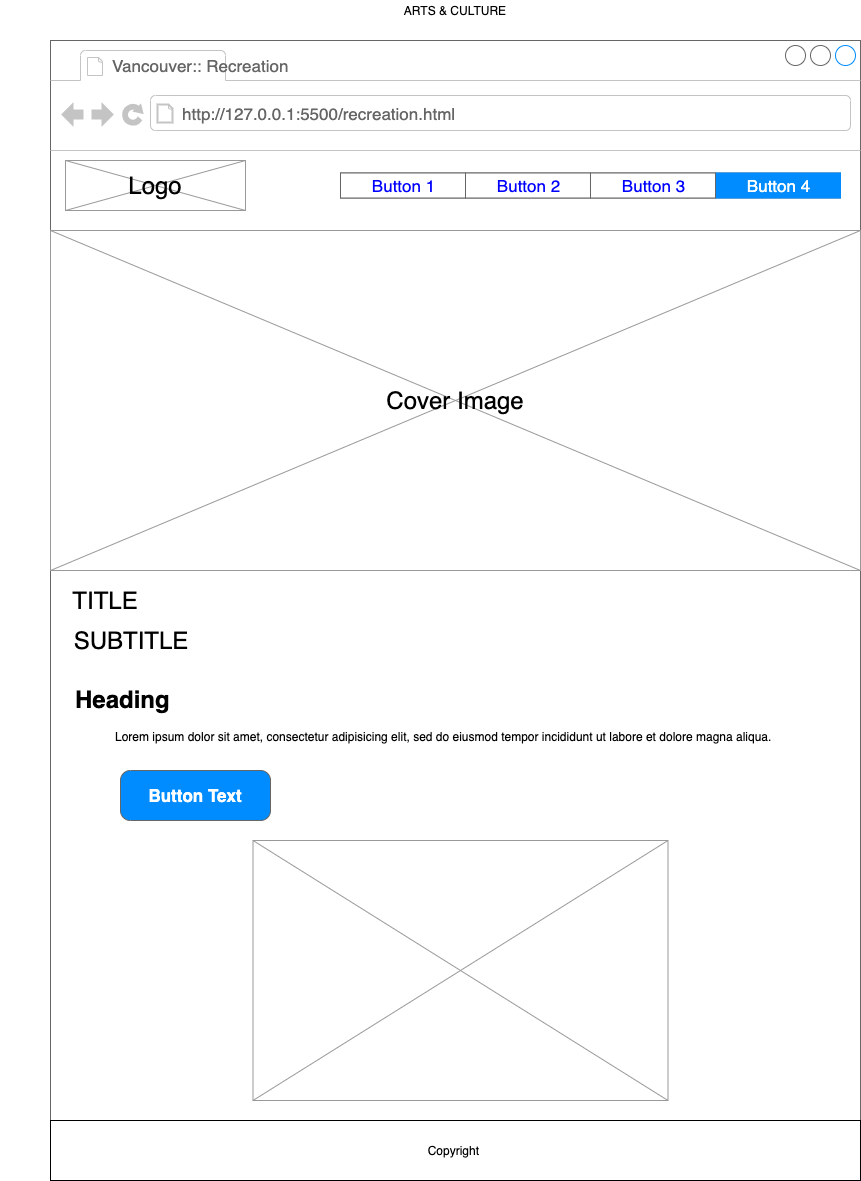 ARTS & CULTURE
Vancouver:: Recreation
http://127.0.0.1:5500/recreation.html
Logo
Button 1 Button 2 Button 3 Button 4
Cover Image
TITLE
SUBTITLE
Heading
Lorem ipsum dolor sit amet, consectetur adipisicing elit, sed do eiusmod tempor incididunt ut labore et dolore magna aliqua.
Button Text
Copyright